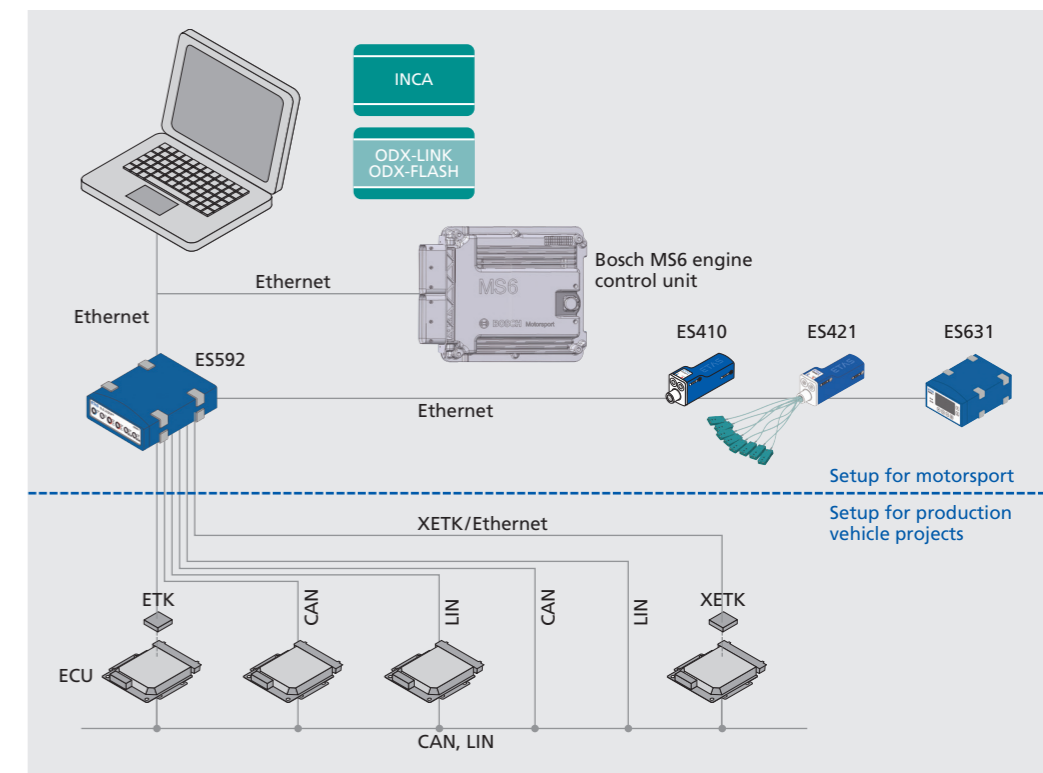 INCA
ODX-LINK
ODX-FLASH
Ethernet
Ethernet
MS6
BOSCH Motorsport
Bosch MS6 engine
control unit
ES592
ES410
ES421
ES631
ETAS
ETAS
Ethernet
Setup for motorsport
Setup for production
vehicle projects
XETK/Ethernet
ETK
CAN
LIN
CAN
LIN
XETK
ECU
CAN, LIN